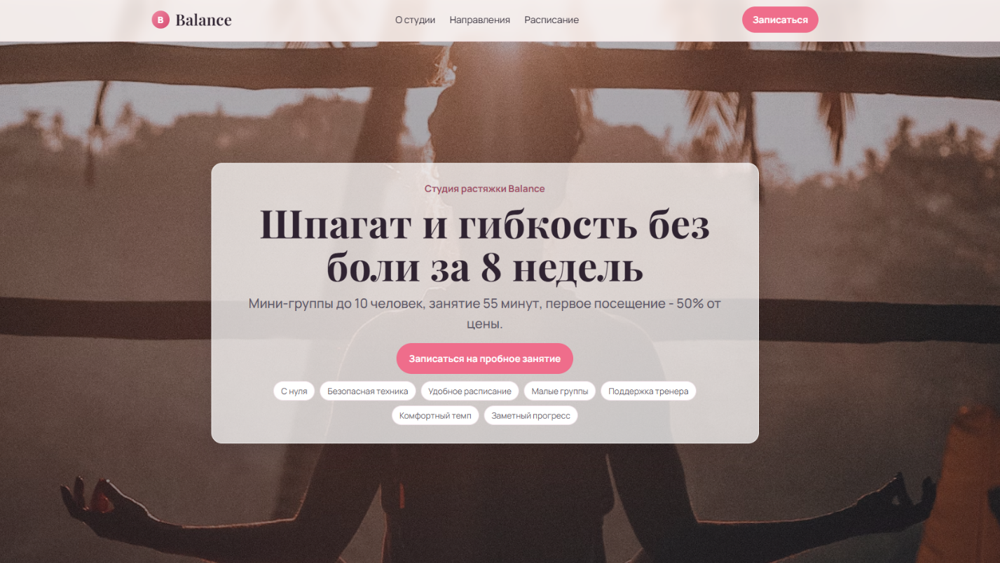 B Balance
О студии Направления Расписание
Записаться
Студия растяжки Balance
Шпагат и гибкость без
боли за 8 недель
Мини-группы до 10 человек, занятие 55 минут, первое посещение - 50% от
цены.
Записаться на пробное занятие
С нуля Безопасная техника Удобное расписание Малые группы Поддержка тренера
Комфортный темп Заметный прогресс